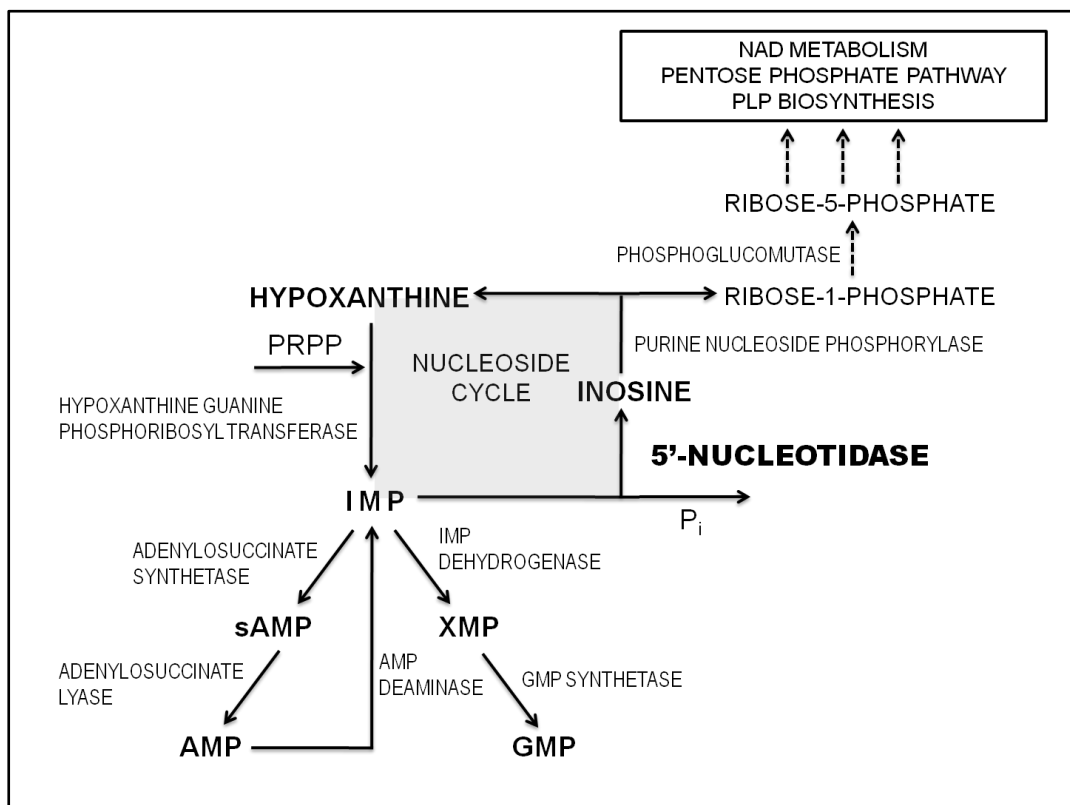 NAD METABOLISM
PENTOSE PHOSPHATE PATHWAY
PLP BIOSYNTHESIS
RIBOSE-5-PHOSPHATE
PHOSPHOGLUCOMUTASE
HYPOXANTHINE
RIBOSE-1-PHOSPHATE
PRPP
NUCLEOSIDE
CYCLE
PURINE NUCLEOSIDE PHOSPHORYLASE
INOSINE
HYPOXANTHINE GUANINE
PHOSPHORIBOSYL TRANSFERASE
5’-NUCLEOTIDASE
IMP
Pi
ADENYLOSUCCINATE
SYNTHETASE
IMP
DEHYDROGENASE
sAMP
XMP
ADENYLOSUCCINATE
LYASE
AMP
DEAMINASE
GMP SYNTHETASE
AMP
GMP